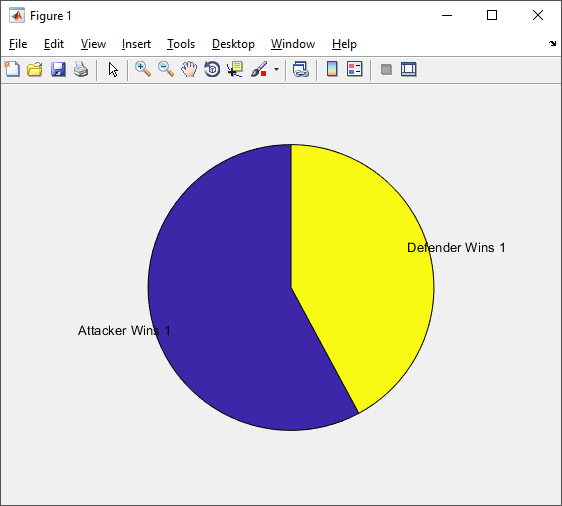 Figure 1
File Edit View Insert Tools Desktop Window Help
Defender Wins 1
Attacker Wins 1